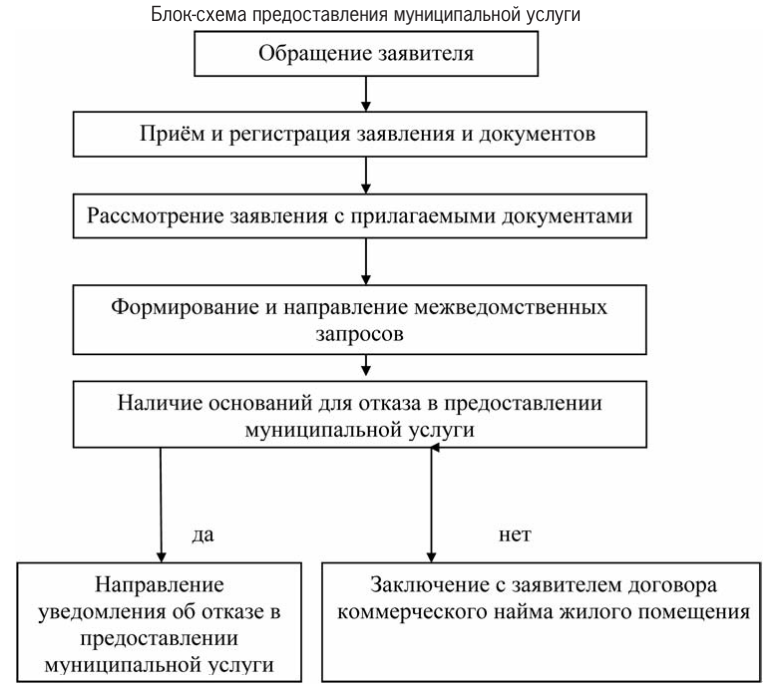 Блок-схема предоставления муниципальной услуги
Обращение заявителя
Приём и регистрация заявления и документов
Рассмотрение заявления с прилагаемыми документами
Формирование и направление межведомственных
запросов
Наличие оснований для отказа в предоставлении
муниципальной услуги
да
нет
Направление
уведомления об отказе в
предоставлении
муниципальной услуги
Заключение с заявителем договора
коммерческого найма жилого помещения